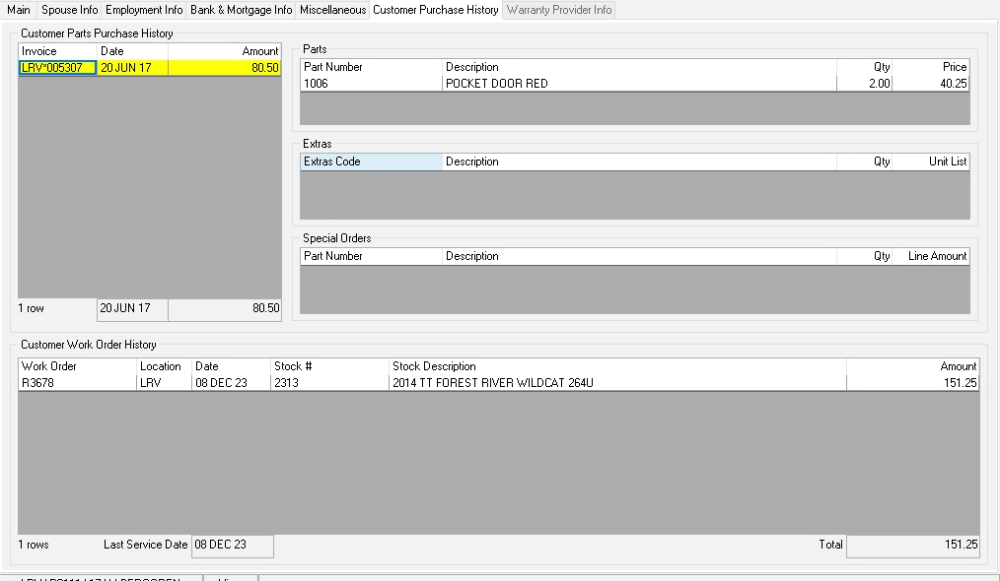 Main Spouse Info Employment Info Bank & Mortgage Info Miscellaneous Customer Purchase History Warranty Provider Info
Customer Parts Purchase History
Invoice Date Amount
LRV*005307 20 JUN 17 80.50
1 row 20 JUN 17 80.50
Parts
Part Number Description Qty Price
1006 POCKET DOOR RED 2.00 40.25
Extras
Extras Code Description Qty Unit List
Special Orders
Part Number Description Qty Line Amount
Customer Work Order History
Work Order Location Date Stock # Stock Description Amount
R3678 LRV 08 DEC 23 2313 2014 TT FOREST RIVER WILDCAT 264U 151.25
1 rows Last Service Date 08 DEC 23 Total 151.25